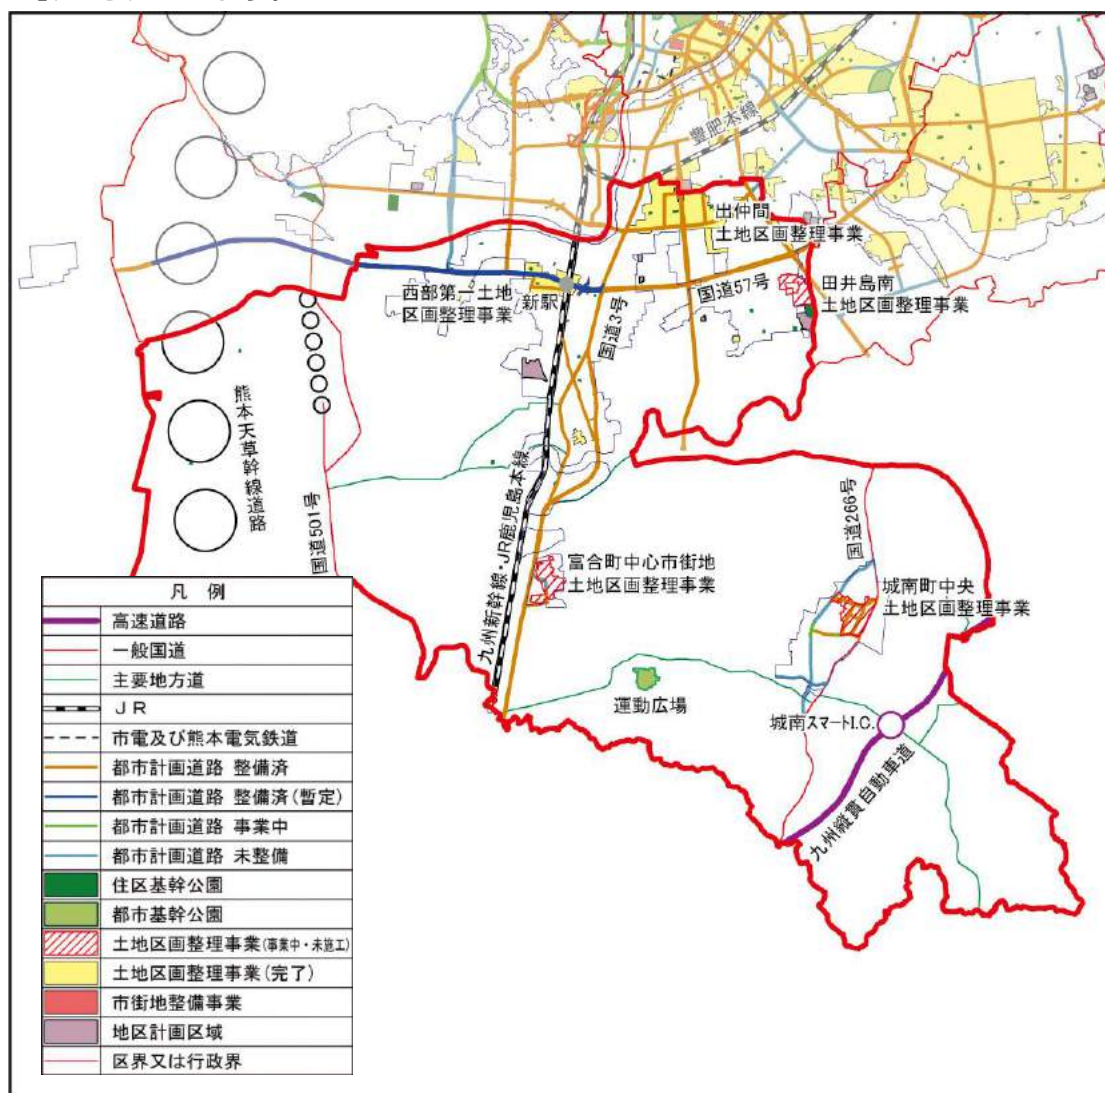 豊肥本線
出仲間
土地区画整理事業
西部第一土地
区画整理事業
新駅
国道3号
国道57号
田井島南
土地区画整理事業
熊本天草幹線道路
国道501号
九州新幹線・JR鹿児島本線
国道266号
富合町中心市街地
土地区画整理事業
城南町中央
土地区画整理事業
運動広場
城南スマートI.C.
九州縦貫自動車道
凡 例
高速道路
一般国道
主要地方道
ＪＲ
市電及び熊本電気鉄道
都市計画道路 整備済
都市計画道路 整備済(暫定)
都市計画道路 事業中
都市計画道路 未整備
住区基幹公園
都市基幹公園
土地区画整理事業(事業中・未施工)
土地区画整理事業(完了)
市街地整備事業
地区計画区域
区界又は行政界